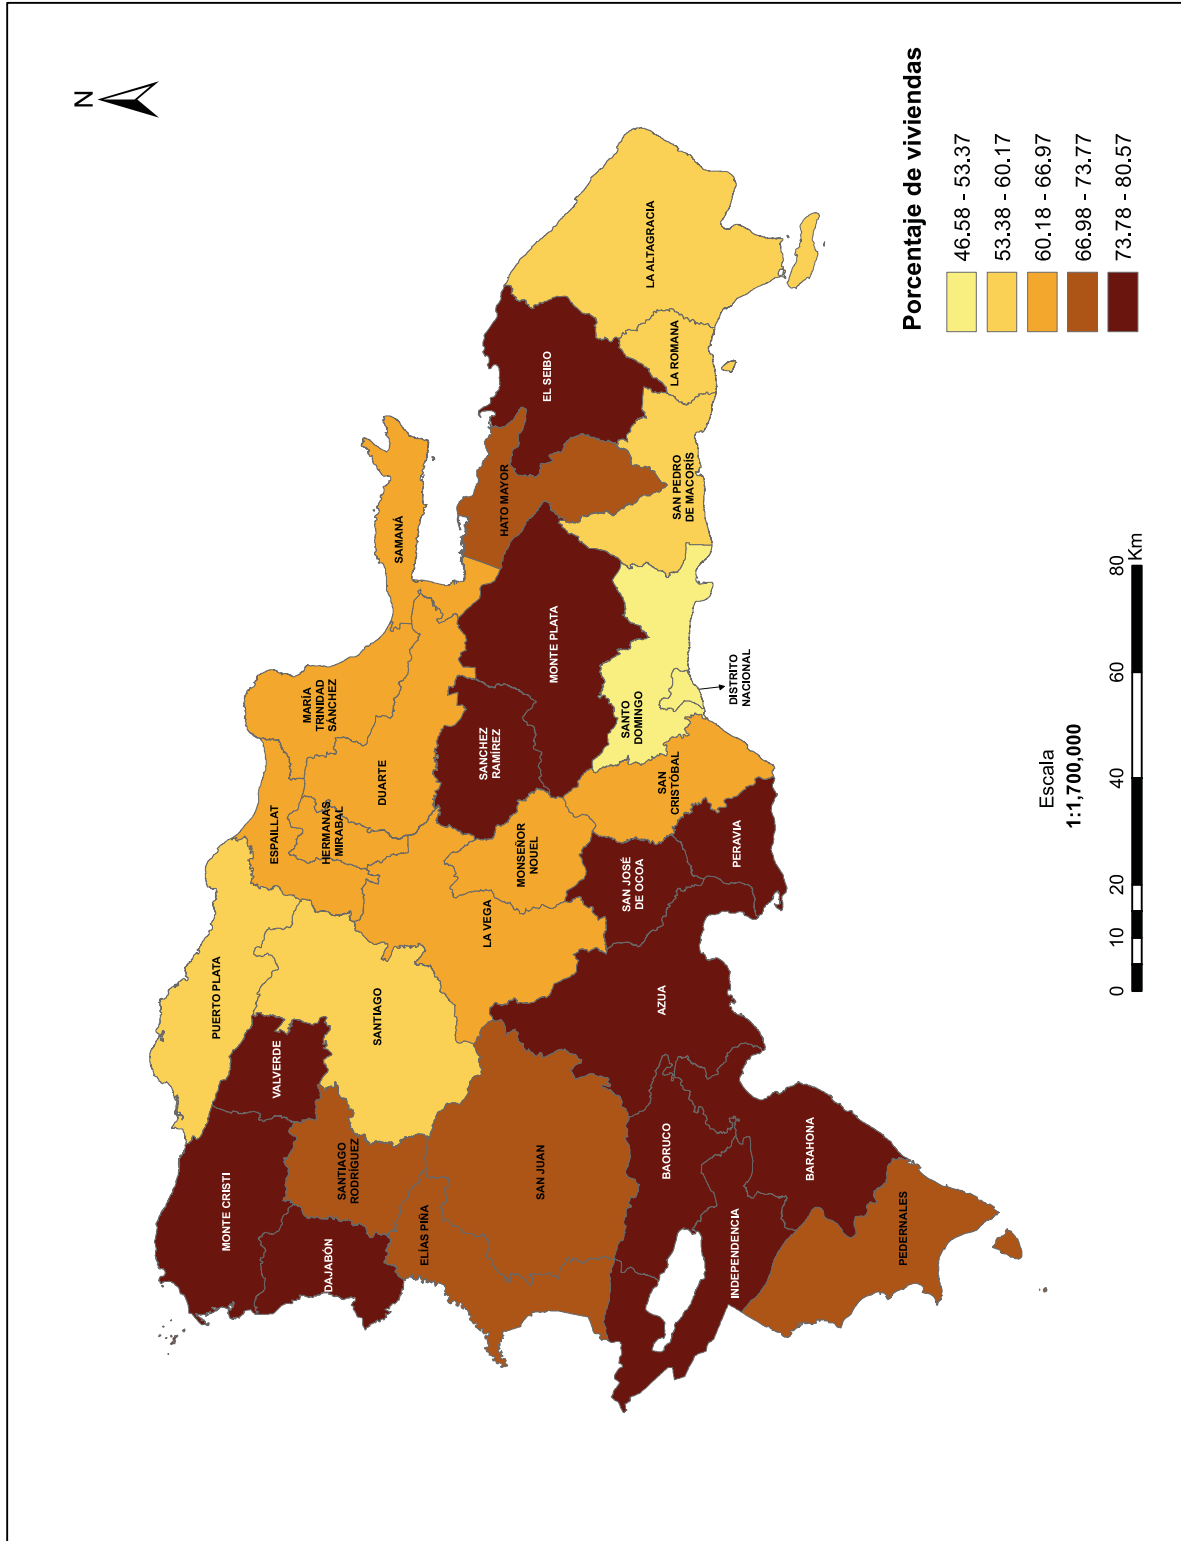 N
MONTE CRISTI
PUERTO PLATA
VALVERDE
DAJABÓN
SANTIAGO
RODRÍGUEZ
SANTIAGO
ESPAILLAT
HERMANAS
MIRABAL
MARÍA
TRINIDAD
SÁNCHEZ
DUARTE
SAMANÁ
ELÍAS PIÑA
SAN JUAN
LA VEGA
MONSEÑOR
NOUEL
SANCHEZ
RAMÍREZ
MONTE PLATA
HATO MAYOR
EL SEIBO
LA ALTAGRACIA
LA ROMANA
SAN PEDRO
DE MACORÍS
SANTO
DOMINGO
DISTRITO
NACIONAL
SAN
CRISTÓBAL
SAN JOSÉ
DE OCOA
PERAVIA
AZUA
BAORUCO
INDEPENDENCIA
BARAHONA
PEDERNALES
Porcentaje de viviendas
46.58 - 53.37
53.38 - 60.17
60.18 - 66.97
66.98 - 73.77
73.78 - 80.57
Escala
1:1,700,000
0 10 20 40 60 80
Km